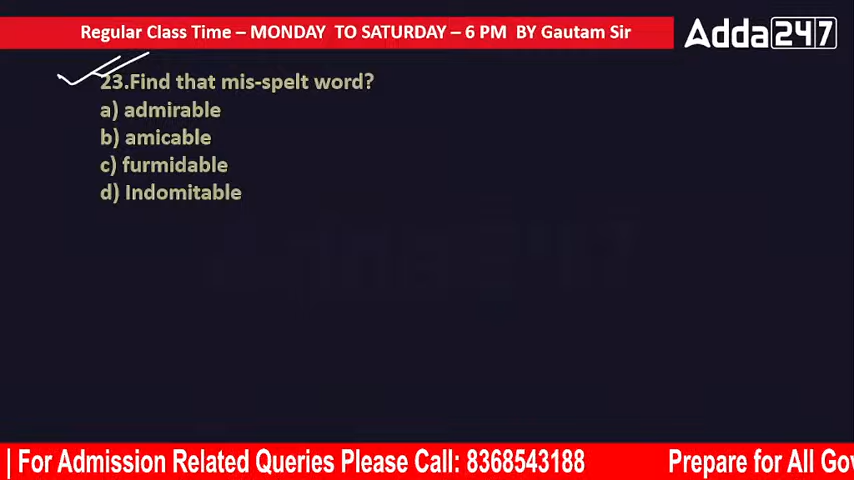 Regular Class Time – MONDAY TO SATURDAY – 6 PM BY Gautam Sir
Adda247
23.Find that mis-spelt word?
a) admirable
b) amicable
c) furmidable
d) Indomitable
| For Admission Related Queries Please Call: 8368543188 Prepare for All Gov